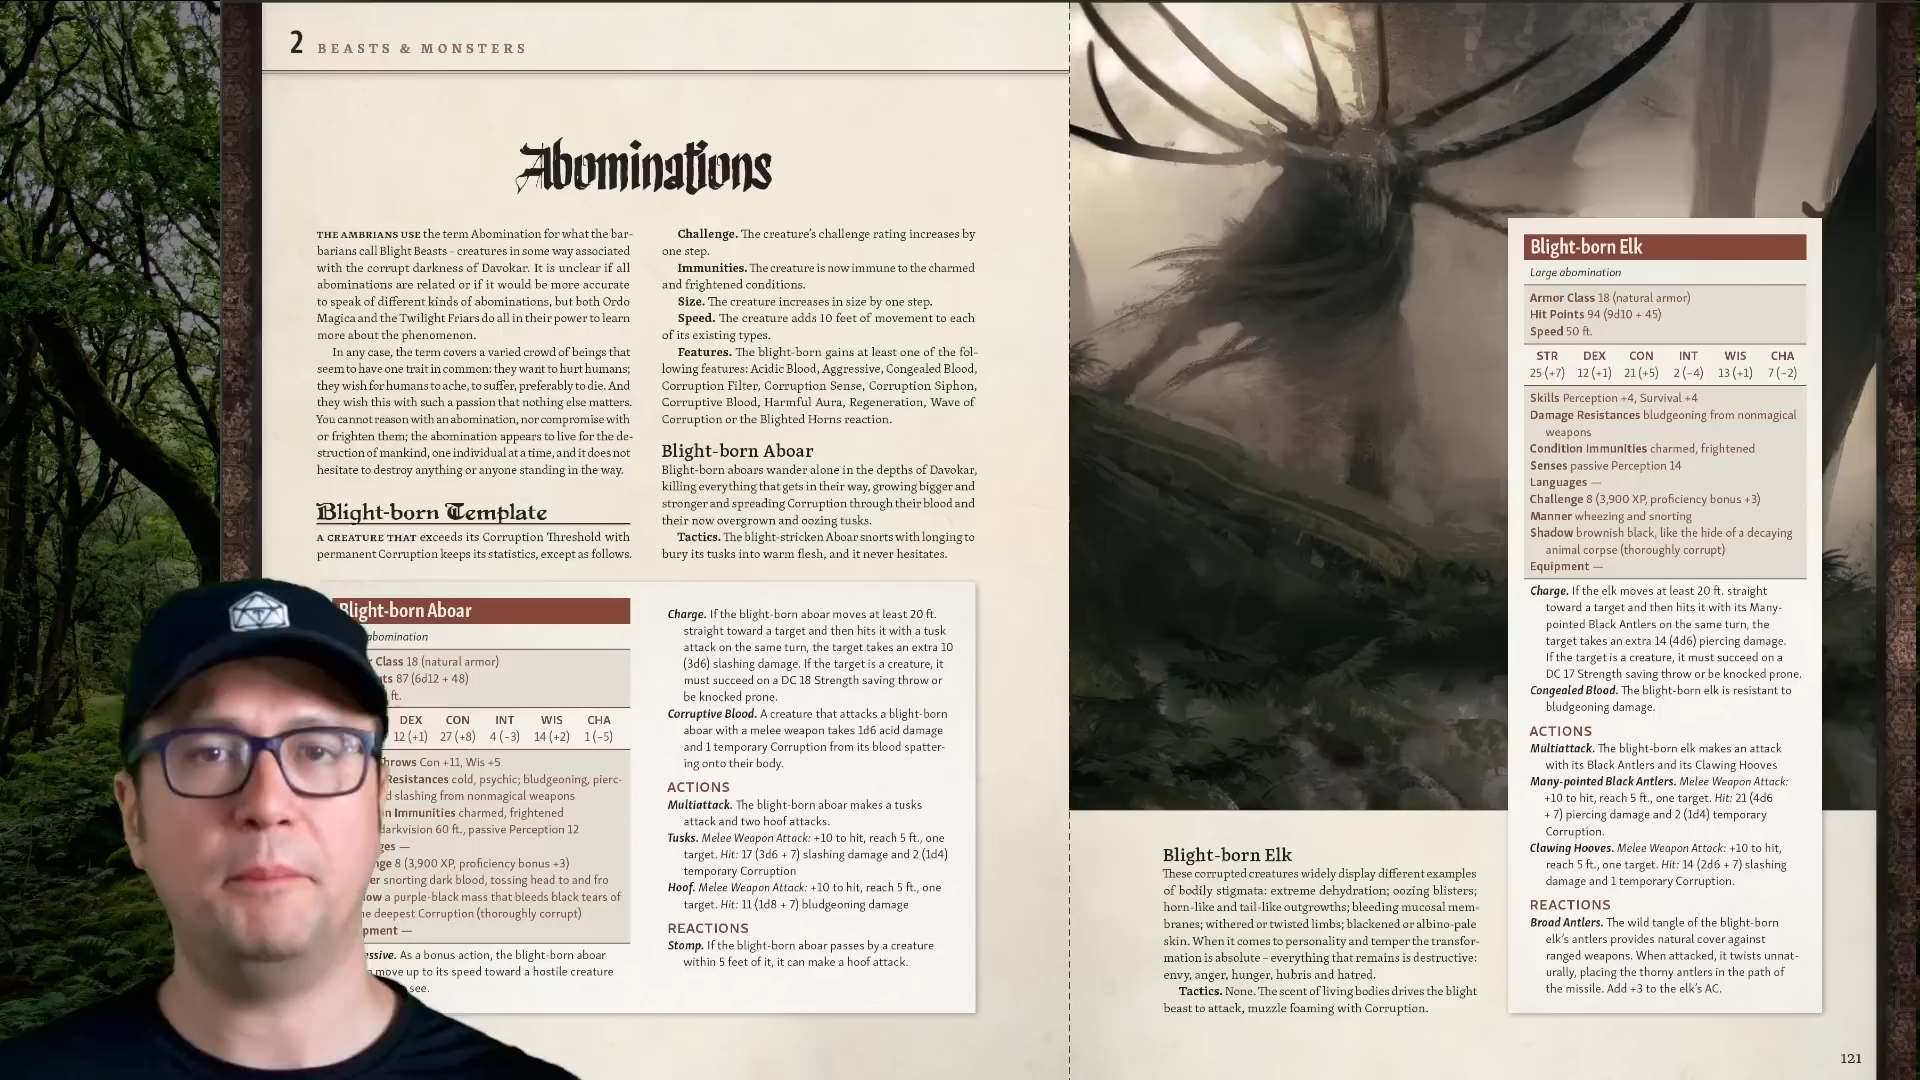 2 BEASTS & MONSTERS
Abominations
THE AMBRIANS USE the term Abomination for what the bar-
barians call Blight Beasts – creatures in some way associated
with the corrupt darkness of Davokar. It is unclear if all
abominations are related or if it would be more accurate
to speak of different kinds of abominations, but both Ordo
Magica and the Twilight Friars do all in their power to learn
more about the phenomenon.
In any case, the term covers a varied crowd of beings that
seem to have one trait in common: they want to hurt humans;
they wish for humans to ache, to suffer, preferably to die. And
they wish this with such a passion that nothing else matters.
You cannot reason with an abomination, nor compromise with
or frighten them; the abomination appears to live for the de-
struction of mankind, one individual at a time, and it does not
hesitate to destroy anything or anyone standing in the way.
Blight-born Template
A CREATURE THAT exceeds its Corruption Threshold with
permanent Corruption keeps its statistics, except as follows.
Challenge. The creature's challenge rating increases by
one step.
Immunities. The creature is now immune to the charmed
and frightened conditions.
Size. The creature increases in size by one step.
Speed. The creature adds 10 feet of movement to each
of its existing types.
Features. The blight-born gains at least one of the fol-
lowing features: Acidic Blood, Aggressive, Congealed Blood,
Corruption Filter, Corruption Sense, Corruption Siphon,
Corruptive Blood, Harmful Aura, Regeneration, Wave of
Corruption or the Blighted Horns reaction.
Blight-born Aboar
Blight-born aboars wander alone in the depths of Davokar,
killing everything that gets in their way, growing bigger and
stronger and spreading Corruption through their blood and
their now overgrown and oozing tusks.
Tactics. The blight-stricken Aboar snorts with longing to
bury its tusks into warm flesh, and it never hesitates.
Blight-born Aboar
abomination
Class 18 (natural armor)
87 (6d12 + 48)
ft.
DEX CON INT WIS CHA
12 (+1) 27 (+8) 4 (−3) 14 (+2) 1 (−5)
Con +11, Wis +5
Resistances cold, psychic; bludgeoning, pierc-
slashing from nonmagical weapons
Immunities charmed, frightened
darkvision 60 ft., passive Perception 12
—
8 (3,900 XP, proficiency bonus +3)
snorting dark blood, tossing head to and fro
a purple-black mass that bleeds black tears of
deepest Corruption (thoroughly corrupt)
—
As a bonus action, the blight-born aboar
move up to its speed toward a hostile creature
see.
Charge. If the blight-born aboar moves at least 20 ft.
straight toward a target and then hits it with a tusk
attack on the same turn, the target takes an extra 10
(3d6) slashing damage. If the target is a creature, it
must succeed on a DC 18 Strength saving throw or
be knocked prone.
Corruptive Blood. A creature that attacks a blight-born
aboar with a melee weapon takes 1d6 acid damage
and 1 temporary Corruption from its blood spatter-
ing onto their body.
ACTIONS
Multiattack. The blight-born aboar makes a tusks
attack and two hoof attacks.
Tusks. Melee Weapon Attack: +10 to hit, reach 5 ft., one
target. Hit: 17 (3d6 + 7) slashing damage and 2 (1d4)
temporary Corruption
Hoof. Melee Weapon Attack: +10 to hit, reach 5 ft., one
target. Hit: 11 (1d8 + 7) bludgeoning damage
REACTIONS
Stomp. If the blight-born aboar passes by a creature
within 5 feet of it, it can make a hoof attack.
Blight-born Elk
These corrupted creatures widely display different examples
of bodily stigmata: extreme dehydration; oozing blisters;
horn-like and tail-like outgrowths; bleeding mucosal mem-
branes; withered or twisted limbs; blackened or albino-pale
skin. When it comes to personality and temper the transfor-
mation is absolute – everything that remains is destructive:
envy, anger, hunger, hubris and hatred.
Tactics. None. The scent of living bodies drives the blight
beast to attack, muzzle foaming with Corruption.
Blight-born Elk
Large abomination
Armor Class 18 (natural armor)
Hit Points 94 (9d10 + 45)
Speed 50 ft.
STR DEX CON INT WIS CHA
25 (+7) 12 (+1) 21 (+5) 2 (−4) 13 (+1) 7 (−2)
Skills Perception +4, Survival +4
Damage Resistances bludgeoning from nonmagical
weapons
Condition Immunities charmed, frightened
Senses passive Perception 14
Languages —
Challenge 8 (3,900 XP, proficiency bonus +3)
Manner wheezing and snorting
Shadow brownish black, like the hide of a decaying
animal corpse (thoroughly corrupt)
Equipment —
Charge. If the elk moves at least 20 ft. straight
toward a target and then hits it with its Many-
pointed Black Antlers on the same turn, the
target takes an extra 14 (4d6) piercing damage.
If the target is a creature, it must succeed on a
DC 17 Strength saving throw or be knocked prone.
Congealed Blood. The blight-born elk is resistant to
bludgeoning damage.
ACTIONS
Multiattack. The blight-born elk makes an attack
with its Black Antlers and its Clawing Hooves
Many-pointed Black Antlers. Melee Weapon Attack:
+10 to hit, reach 5 ft., one target. Hit: 21 (4d6
+ 7) piercing damage and 2 (1d4) temporary
Corruption.
Clawing Hooves. Melee Weapon Attack: +10 to hit,
reach 5 ft., one target. Hit: 14 (2d6 + 7) slashing
damage and 1 temporary Corruption.
REACTIONS
Broad Antlers. The wild tangle of the blight-born
elk's antlers provides natural cover against
ranged weapons. When attacked, it twists unnat-
urally, placing the thorny antlers in the path of
the missile. Add +3 to the elk's AC.
121